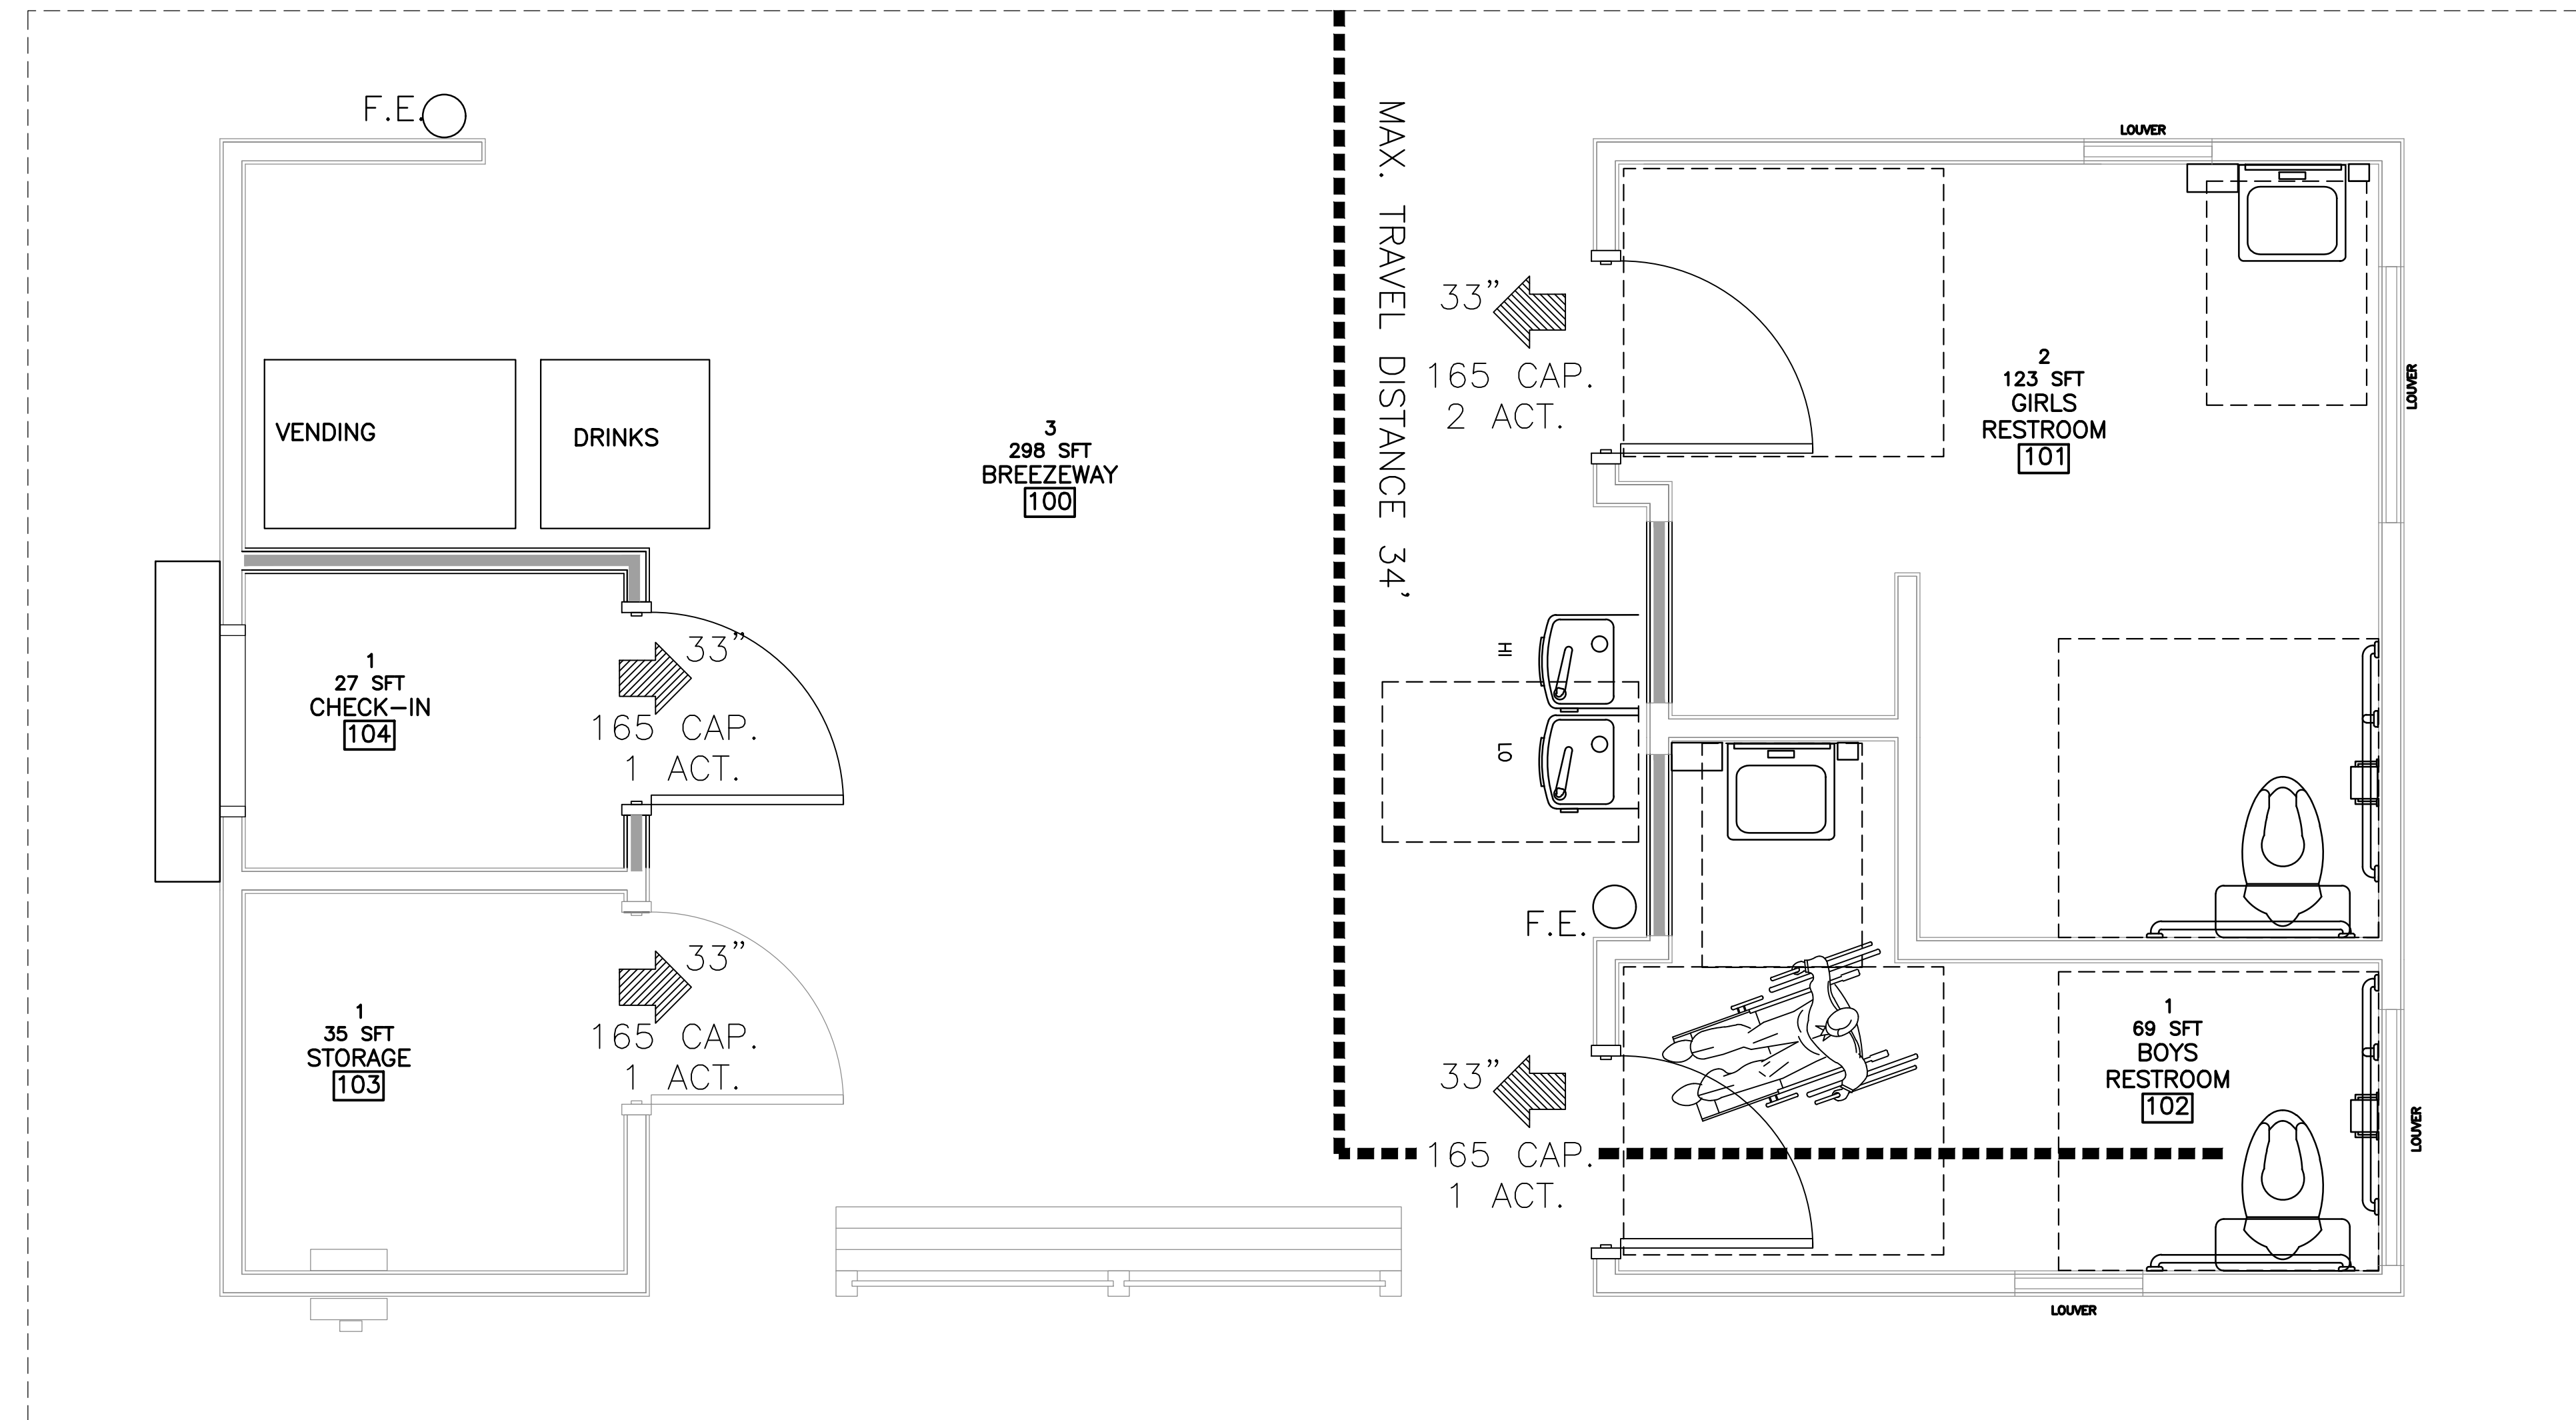 F.E.
LOUVER
MAX. TRAVEL DISTANCE 34'
33"
165 CAP.
2 ACT.
2
123 SFT
GIRLS
RESTROOM
101
LOUVER
VENDING
DRINKS
3
298 SFT
BREEZEWAY
100
1
27 SFT
CHECK-IN
104
33"
165 CAP.
1 ACT.
HI
LO
F.E.
1
35 SFT
STORAGE
103
33"
165 CAP.
1 ACT.
33"
165 CAP.
1 ACT.
1
69 SFT
BOYS
RESTROOM
102
LOUVER
LOUVER